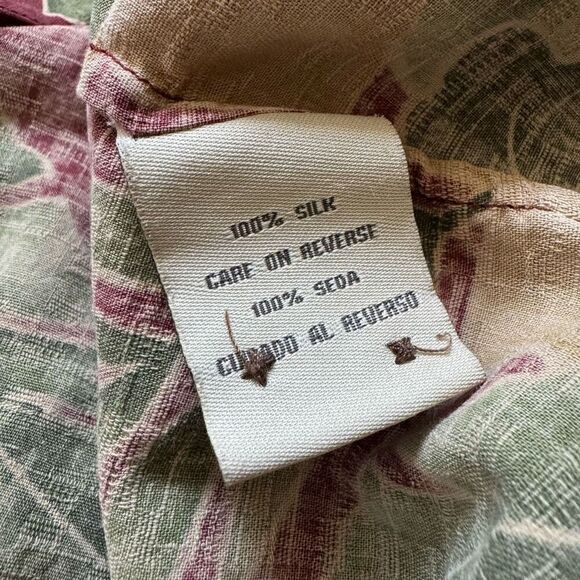 100% SILK
CARE ON REVERSE
100% SEDA
CUIDADO AL REVERSO